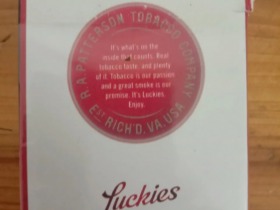 R.A. PATTERSON TOBACCO COMPANY
It's what's on the
inside that counts. Real
tobacco taste, and plenty
of it. Tobacco is our passion
and a great smoke is our
promise. It's Luckies.
Enjoy.
EST RICH'D, VA. USA
Luckies